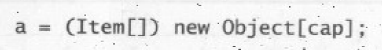 a = (Item[]) new Object[cap];